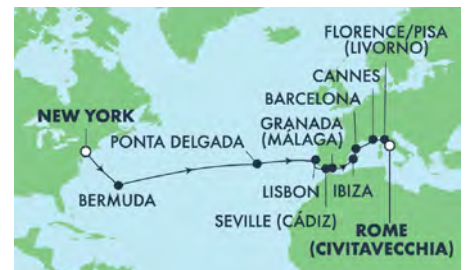 FLORENCE/PISA
(LIVORNO)
CANNES
BARCELONA
NEW YORK
GRANADA
(MÁLAGA)
PONTA DELGADA
BERMUDA
LISBON
IBIZA
SEVILLE (CÁDIZ)
ROME
(CIVITAVECCHIA)